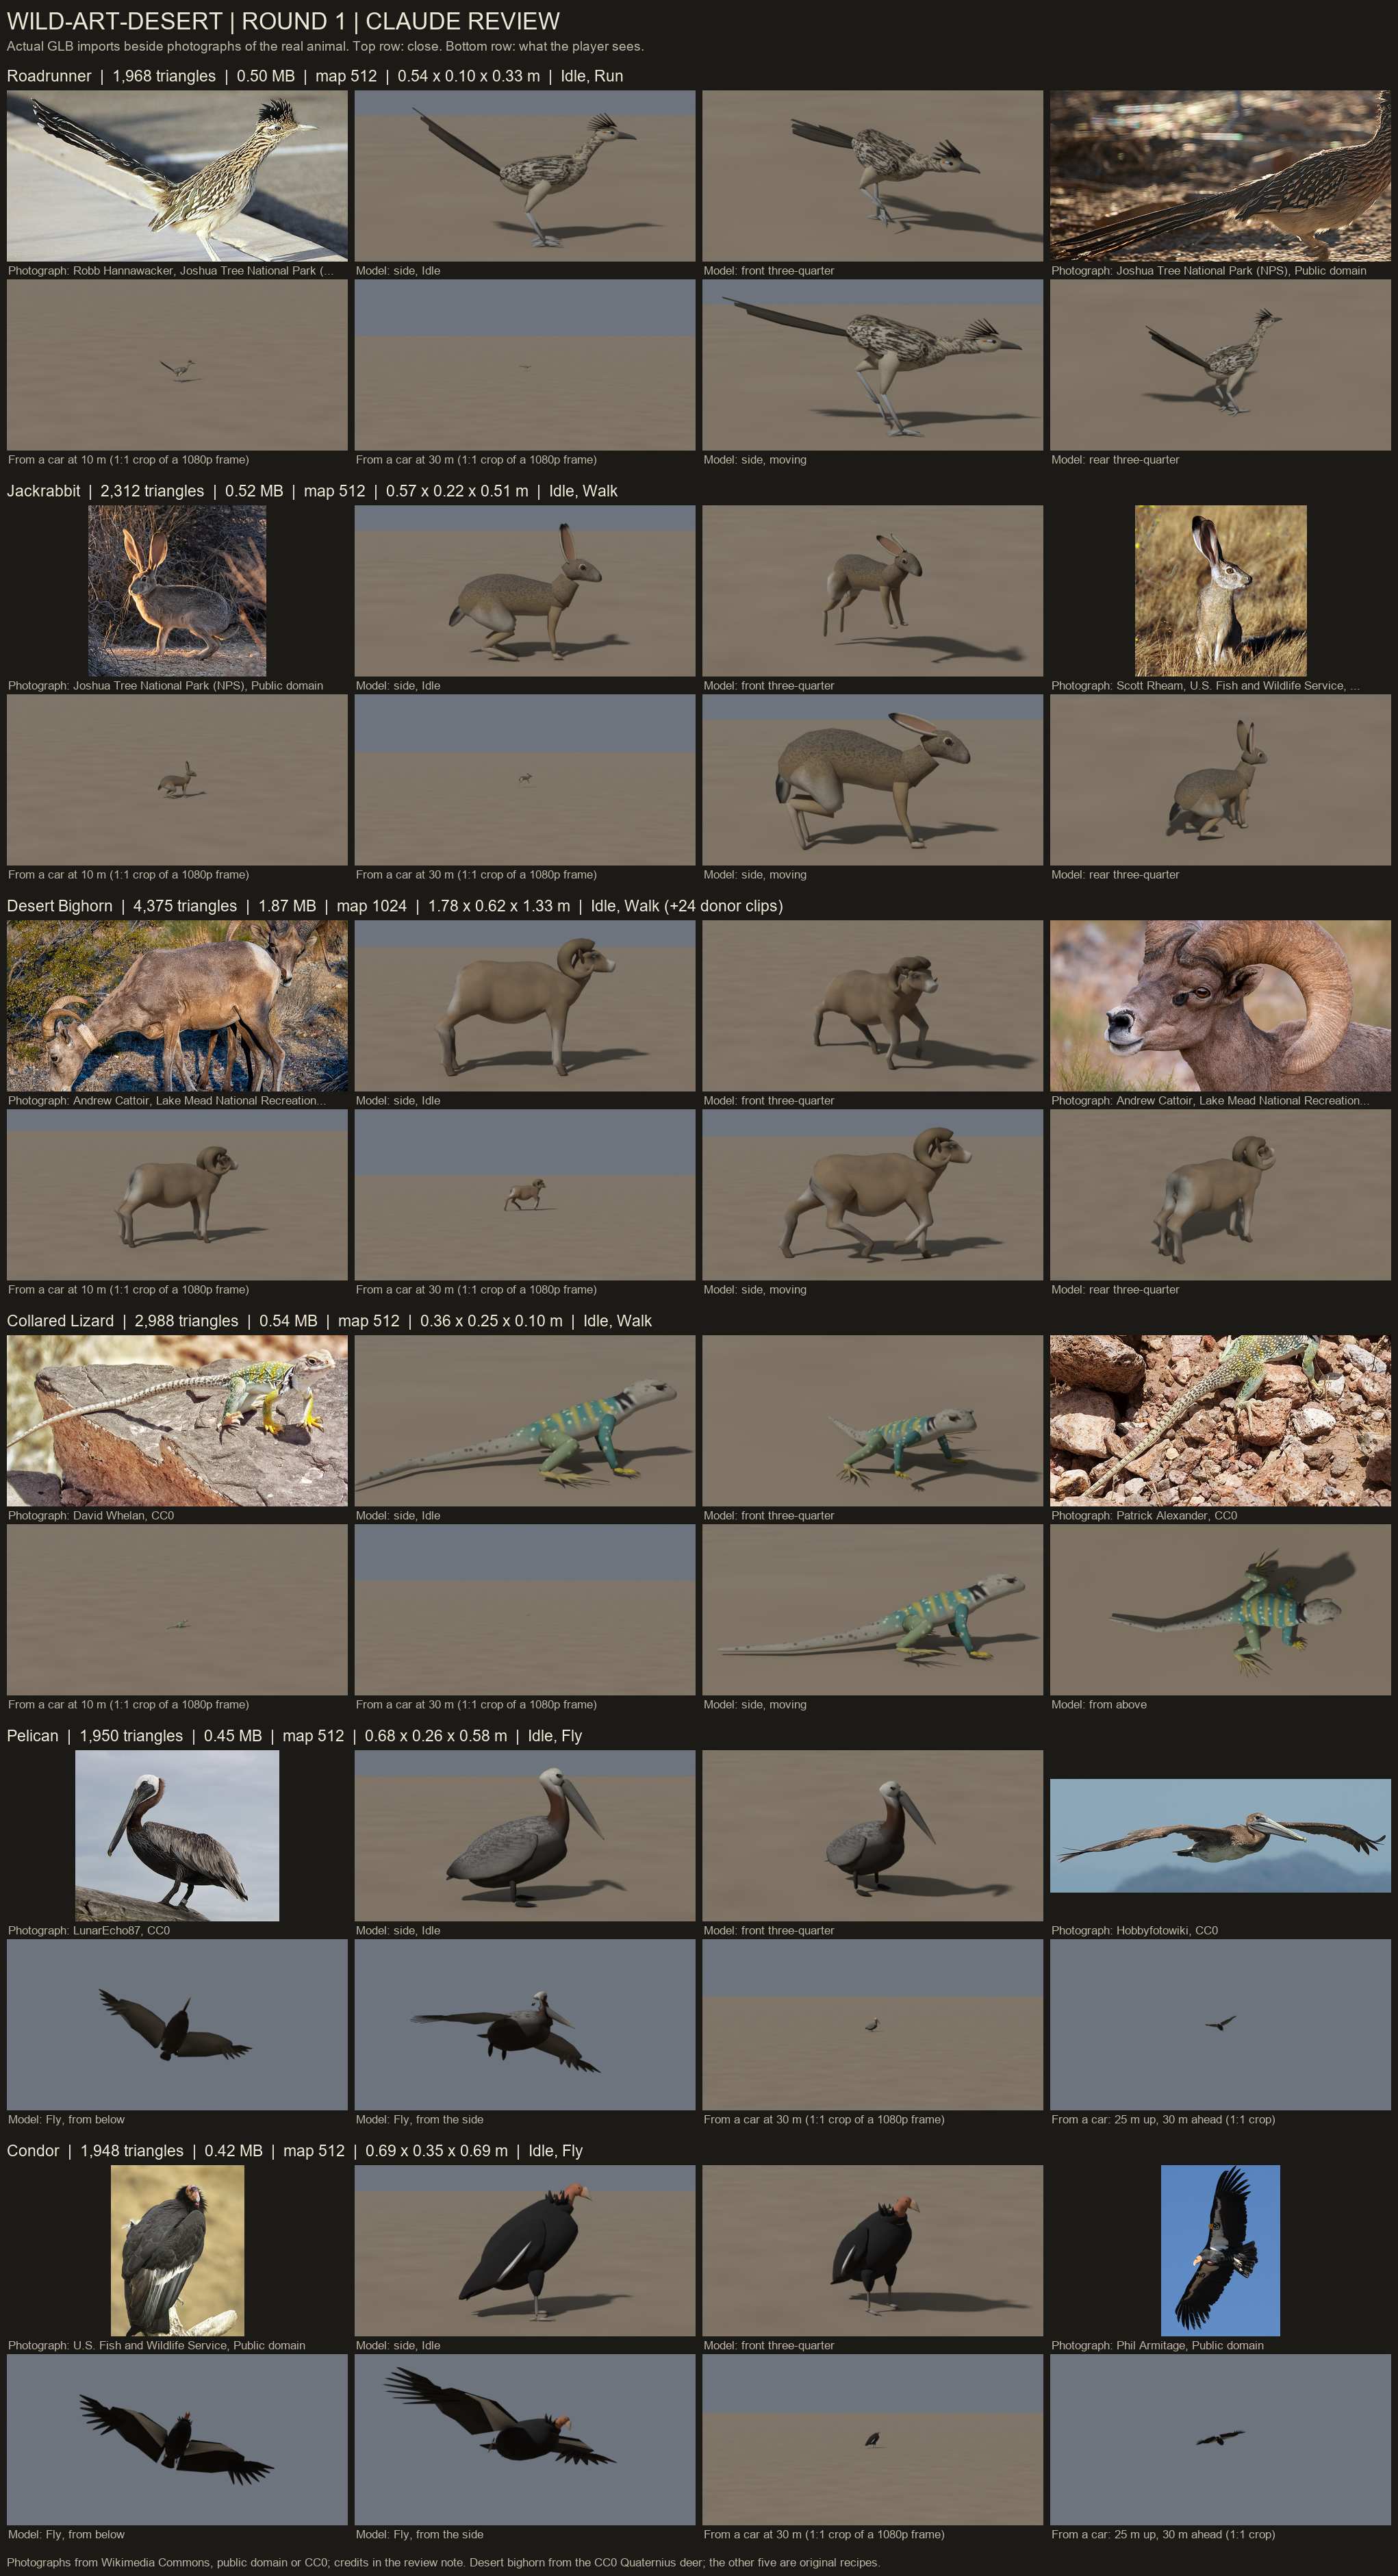 WILD-ART-DESERT | ROUND 1 | CLAUDE REVIEW
Actual GLB imports beside photographs of the real animal. Top row: close. Bottom row: what the player sees.
Roadrunner | 1,968 triangles | 0.50 MB | map 512 | 0.54 x 0.10 x 0.33 m | Idle, Run
Photograph: Robb Hannawacker, Joshua Tree National Park (...
Model: side, Idle
Model: front three-quarter
Photograph: Joshua Tree National Park (NPS), Public domain
From a car at 10 m (1:1 crop of a 1080p frame)
From a car at 30 m (1:1 crop of a 1080p frame)
Model: side, moving
Model: rear three-quarter
Jackrabbit | 2,312 triangles | 0.52 MB | map 512 | 0.57 x 0.22 x 0.51 m | Idle, Walk
Photograph: Joshua Tree National Park (NPS), Public domain
Model: side, Idle
Model: front three-quarter
Photograph: Scott Rheam, U.S. Fish and Wildlife Service, ...
From a car at 10 m (1:1 crop of a 1080p frame)
From a car at 30 m (1:1 crop of a 1080p frame)
Model: side, moving
Model: rear three-quarter
Desert Bighorn | 4,375 triangles | 1.87 MB | map 1024 | 1.78 x 0.62 x 1.33 m | Idle, Walk (+24 donor clips)
Photograph: Andrew Cattoir, Lake Mead National Recreation...
Model: side, Idle
Model: front three-quarter
Photograph: Andrew Cattoir, Lake Mead National Recreation...
From a car at 10 m (1:1 crop of a 1080p frame)
From a car at 30 m (1:1 crop of a 1080p frame)
Model: side, moving
Model: rear three-quarter
Collared Lizard | 2,988 triangles | 0.54 MB | map 512 | 0.36 x 0.25 x 0.10 m | Idle, Walk
Photograph: David Whelan, CC0
Model: side, Idle
Model: front three-quarter
Photograph: Patrick Alexander, CC0
From a car at 10 m (1:1 crop of a 1080p frame)
From a car at 30 m (1:1 crop of a 1080p frame)
Model: side, moving
Model: from above
Pelican | 1,950 triangles | 0.45 MB | map 512 | 0.68 x 0.26 x 0.58 m | Idle, Fly
Photograph: LunarEcho87, CC0
Model: side, Idle
Model: front three-quarter
Photograph: Hobbyfotowiki, CC0
Model: Fly, from below
Model: Fly, from the side
From a car at 30 m (1:1 crop of a 1080p frame)
From a car: 25 m up, 30 m ahead (1:1 crop)
Condor | 1,948 triangles | 0.42 MB | map 512 | 0.69 x 0.35 x 0.69 m | Idle, Fly
Photograph: U.S. Fish and Wildlife Service, Public domain
Model: side, Idle
Model: front three-quarter
Photograph: Phil Armitage, Public domain
Model: Fly, from below
Model: Fly, from the side
From a car at 30 m (1:1 crop of a 1080p frame)
From a car: 25 m up, 30 m ahead (1:1 crop)
Photographs from Wikimedia Commons, public domain or CC0; credits in the review note. Desert bighorn from the CC0 Quaternius deer; the other five are original recipes.